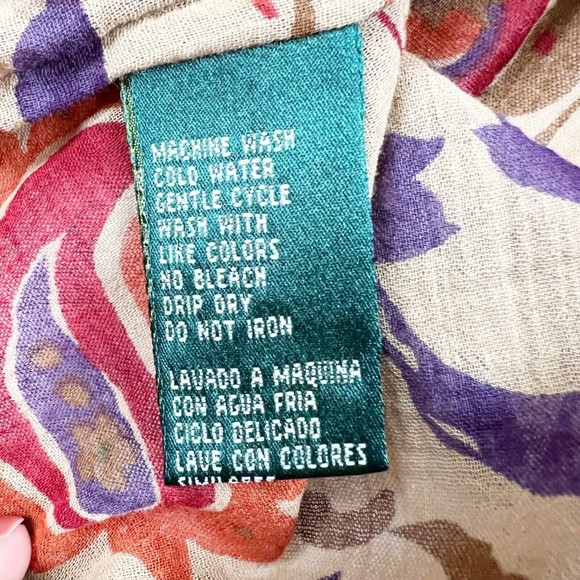 MACHINE WASH
COLD WATER
GENTLE CYCLE
WASH WITH
LIKE COLORS
NO BLEACH
DRIP DRY
DO NOT IRON
LAVADO A MAQUINA
CON AGUA FRIA
CICLO DELICADO
LAVE CON COLORES
SIMILARES